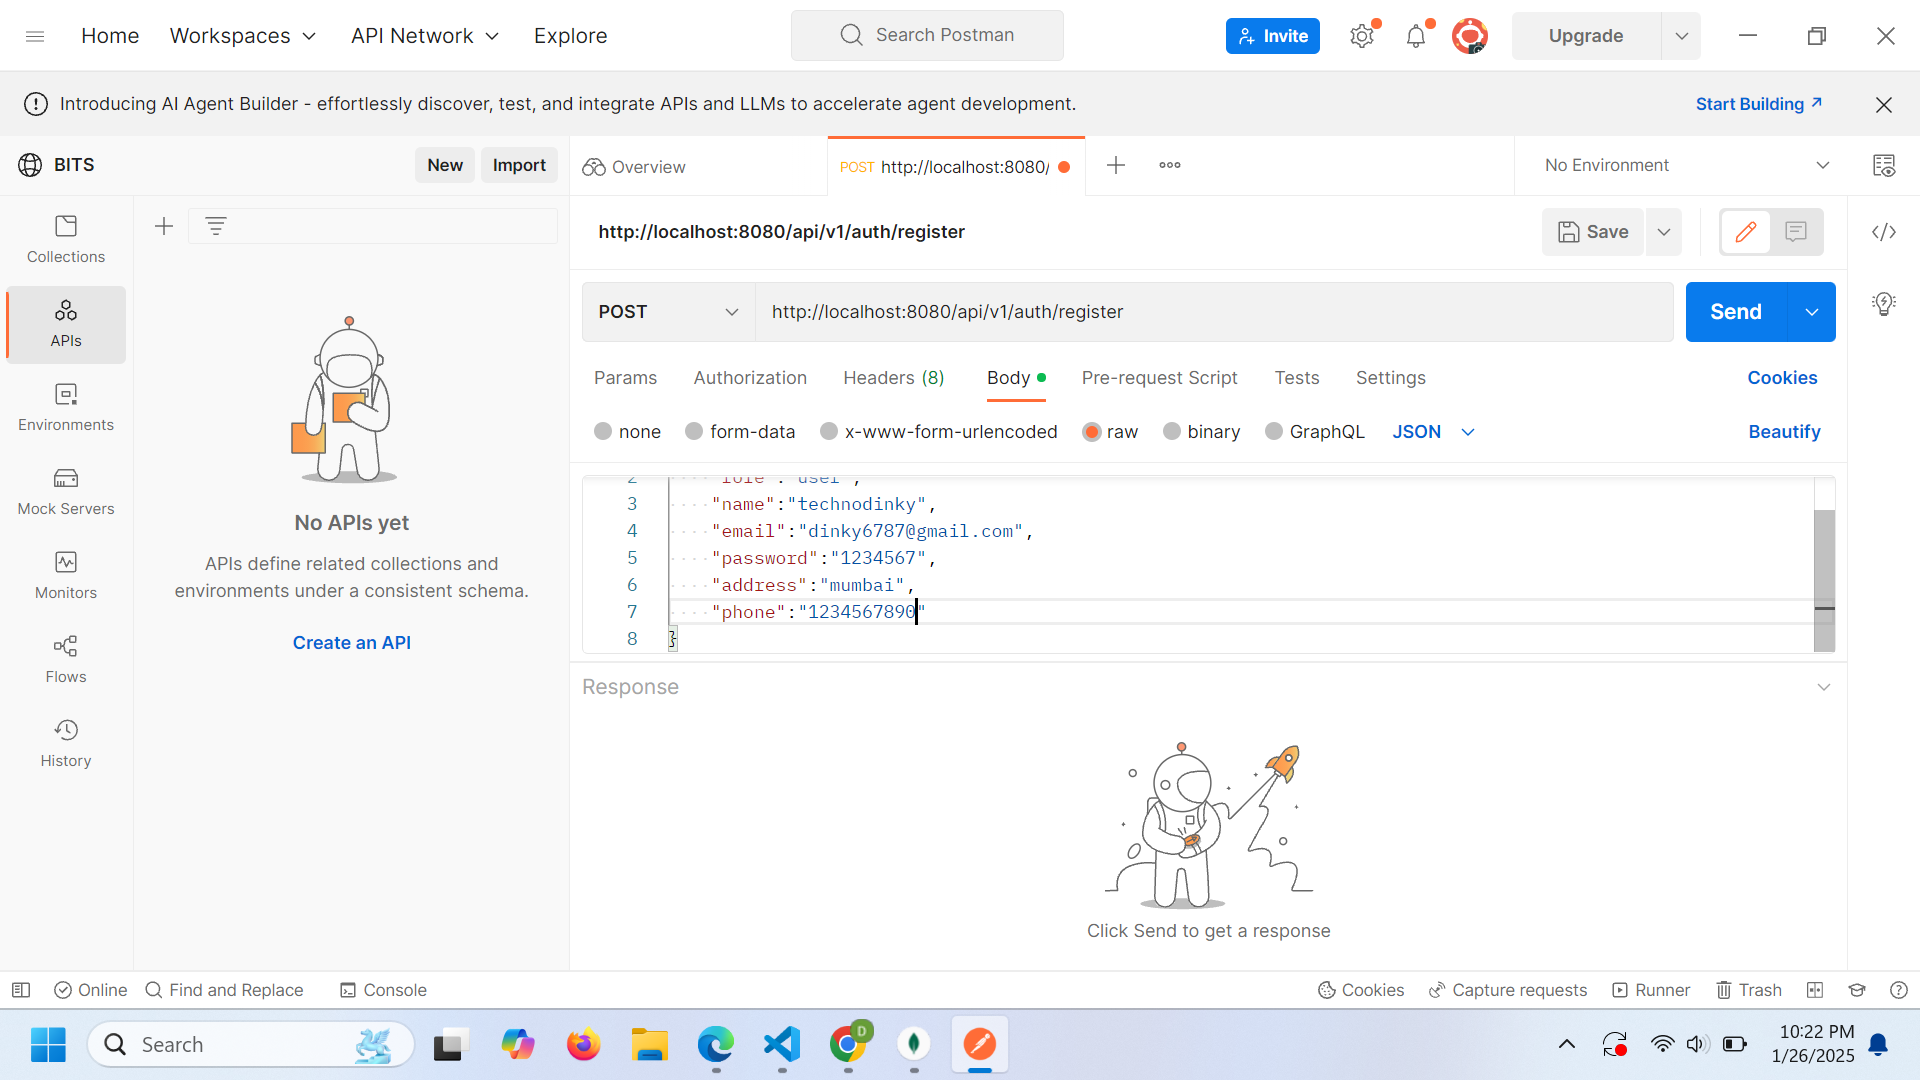 Home Workspaces API Network Explore Search Postman Invite Upgrade
Introducing AI Agent Builder - effortlessly discover, test, and integrate APIs and LLMs to accelerate agent development. Start Building
BITS New Import Overview POST http://localhost:8080/ No Environment
http://localhost:8080/api/v1/auth/register Save
Collections
POST http://localhost:8080/api/v1/auth/register Send
APIs
Params Authorization Headers (8) Body Pre-request Script Tests Settings Cookies
Environments
none form-data x-www-form-urlencoded raw binary GraphQL JSON Beautify
2 "role":"user",
3 "name":"technodinky",
4 "email":"dinky6787@gmail.com",
5 "password":"1234567",
6 "address":"mumbai",
7 "phone":"1234567890"
8 }
Mock Servers
No APIs yet
APIs define related collections and
environments under a consistent schema.
Create an API
Monitors
Flows
History
Response
Click Send to get a response
Online Find and Replace Console Cookies Capture requests Runner Trash
Search D 10:22 PM
1/26/2025